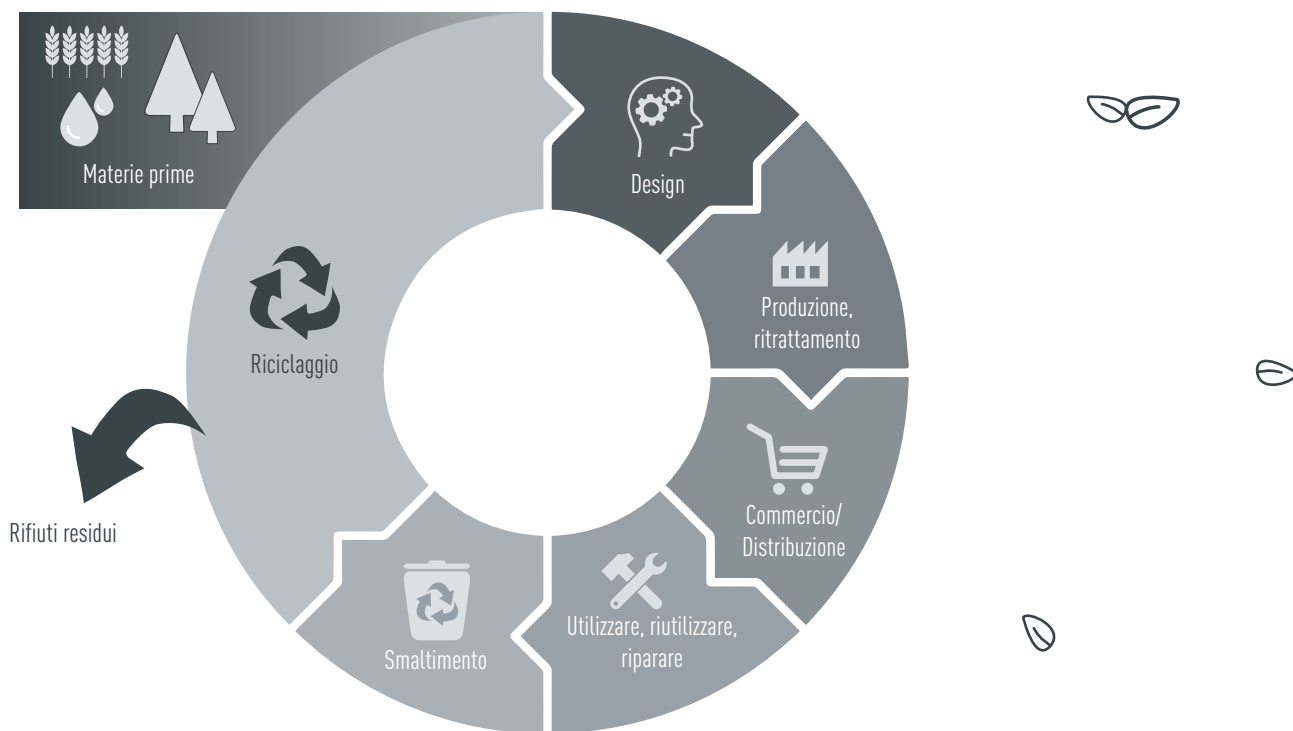 Materie prime
Design
Produzione,
ritrattamento
Riciclaggio
Commercio/
Distribuzione
Rifiuti residui
Utilizzare, riutilizzare,
riparare
Smaltimento